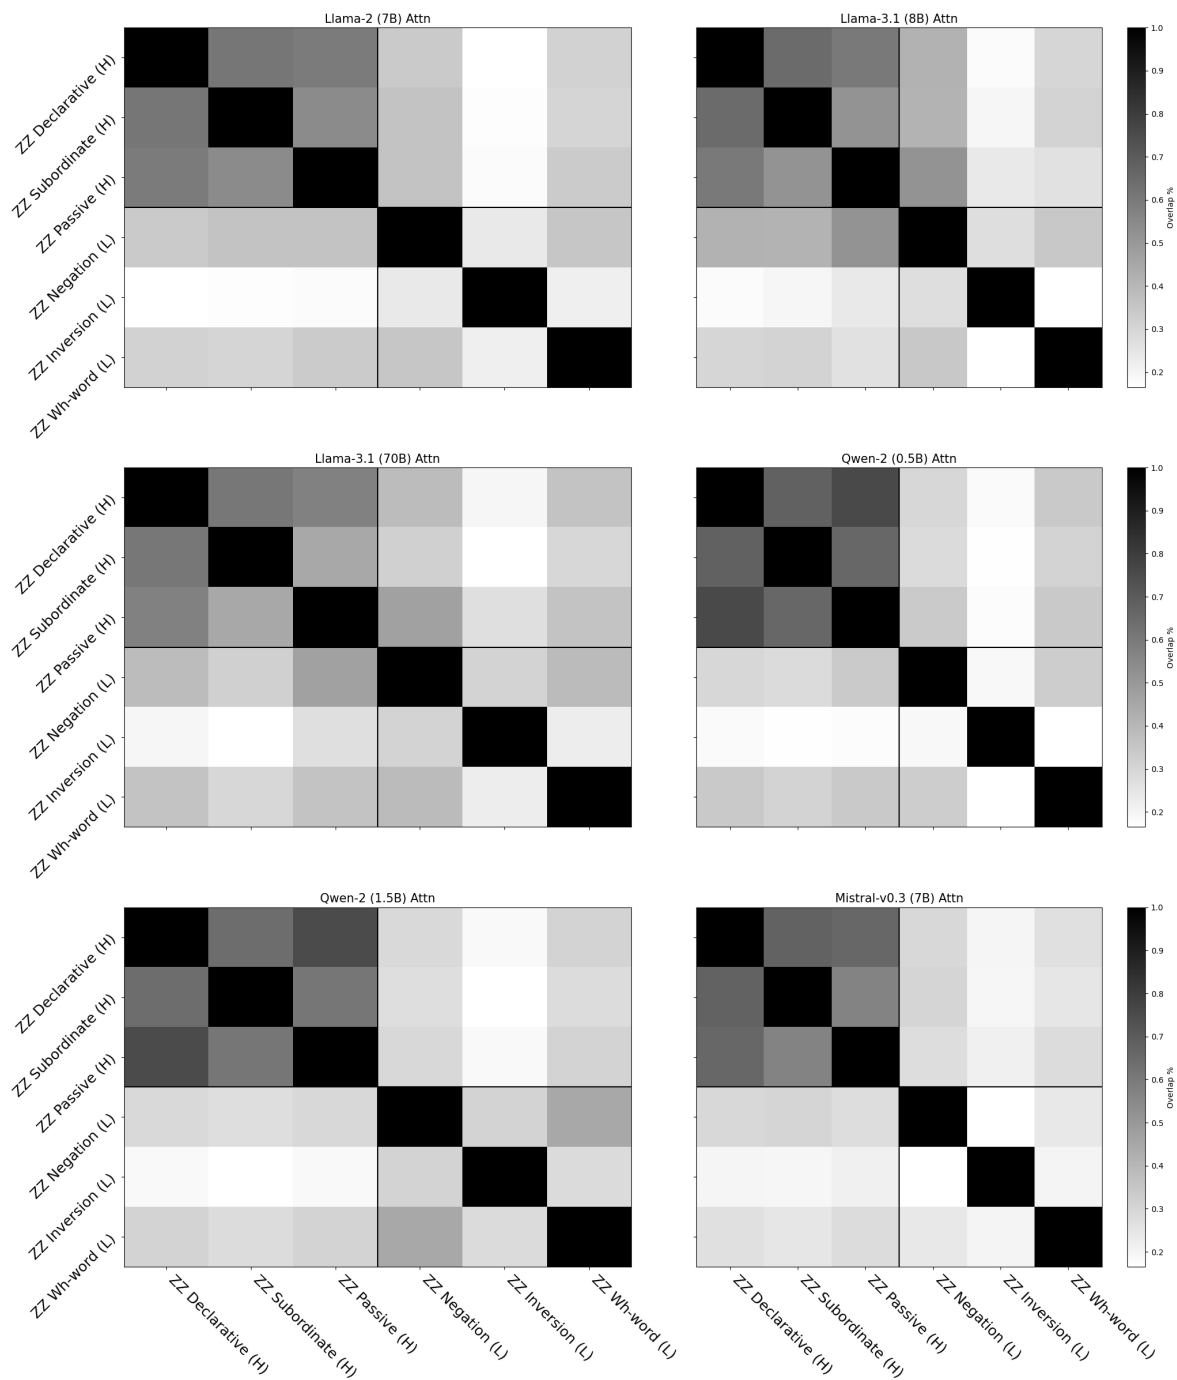 Llama-2 (7B) Attn
ZZ Declarative (H)
ZZ Subordinate (H)
ZZ Passive (H)
ZZ Negation (L)
ZZ Inversion (L)
ZZ Wh-word (L)
Llama-3.1 (8B) Attn
1.0
0.9
0.8
0.7
0.6
0.5
0.4
0.3
0.2
Overlap %
Llama-3.1 (70B) Attn
ZZ Declarative (H)
ZZ Subordinate (H)
ZZ Passive (H)
ZZ Negation (L)
ZZ Inversion (L)
ZZ Wh-word (L)
Qwen-2 (0.5B) Attn
1.0
0.9
0.8
0.7
0.6
0.5
0.4
0.3
0.2
Overlap %
Qwen-2 (1.5B) Attn
ZZ Declarative (H)
ZZ Subordinate (H)
ZZ Passive (H)
ZZ Negation (L)
ZZ Inversion (L)
ZZ Wh-word (L)
ZZ Declarative (H)
ZZ Subordinate (H)
ZZ Passive (H)
ZZ Negation (L)
ZZ Inversion (L)
ZZ Wh-word (L)
Mistral-v0.3 (7B) Attn
ZZ Declarative (H)
ZZ Subordinate (H)
ZZ Passive (H)
ZZ Negation (L)
ZZ Inversion (L)
ZZ Wh-word (L)
1.0
0.9
0.8
0.7
0.6
0.5
0.4
0.3
0.2
Overlap %